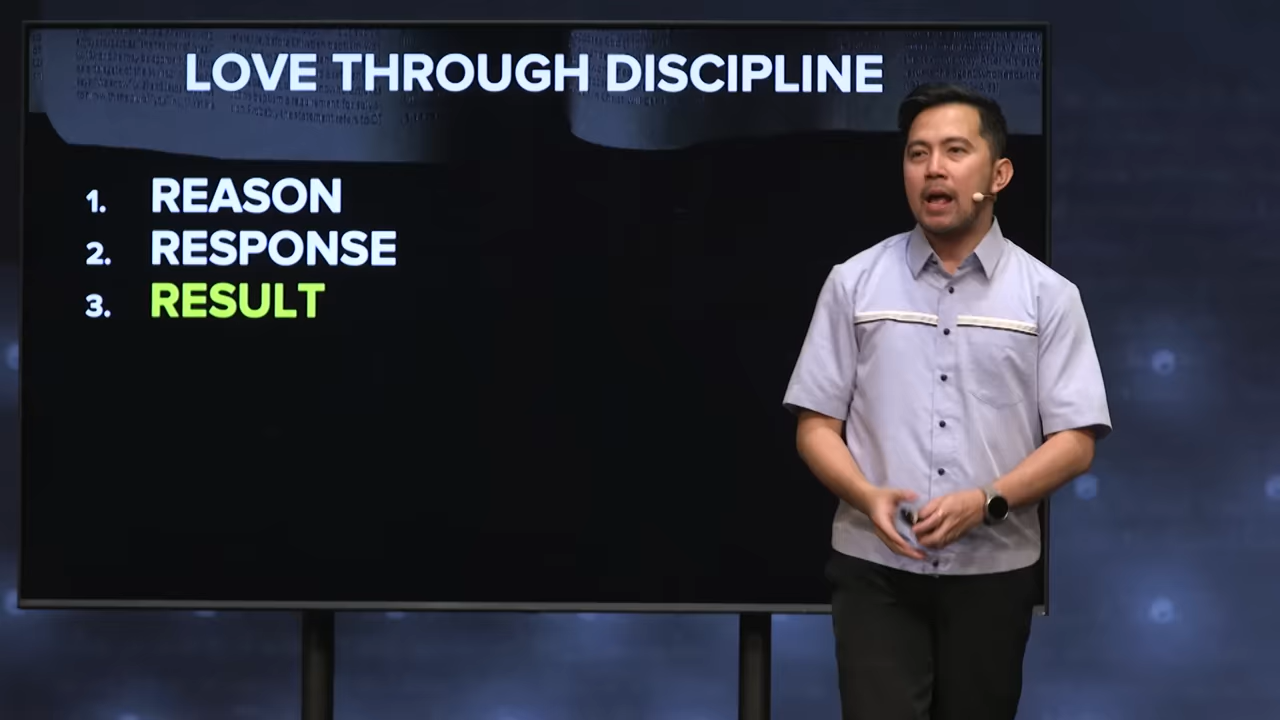 LOVE THROUGH DISCIPLINE
1. REASON
2. RESPONSE
3. RESULT